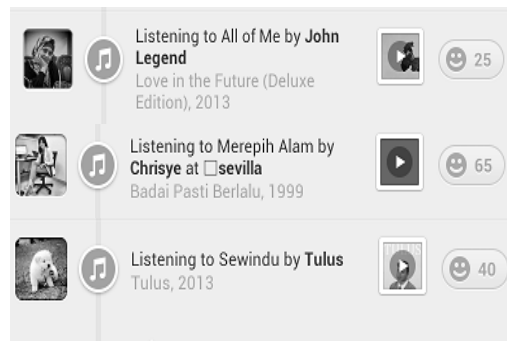 Listening to All of Me by John
Legend
Love in the Future (Deluxe
Edition), 2013
25
Listening to Merepih Alam by
Chrisye at □sevilla
Badai Pasti Berlalu, 1999
65
Listening to Sewindu by Tulus
Tulus, 2013
40